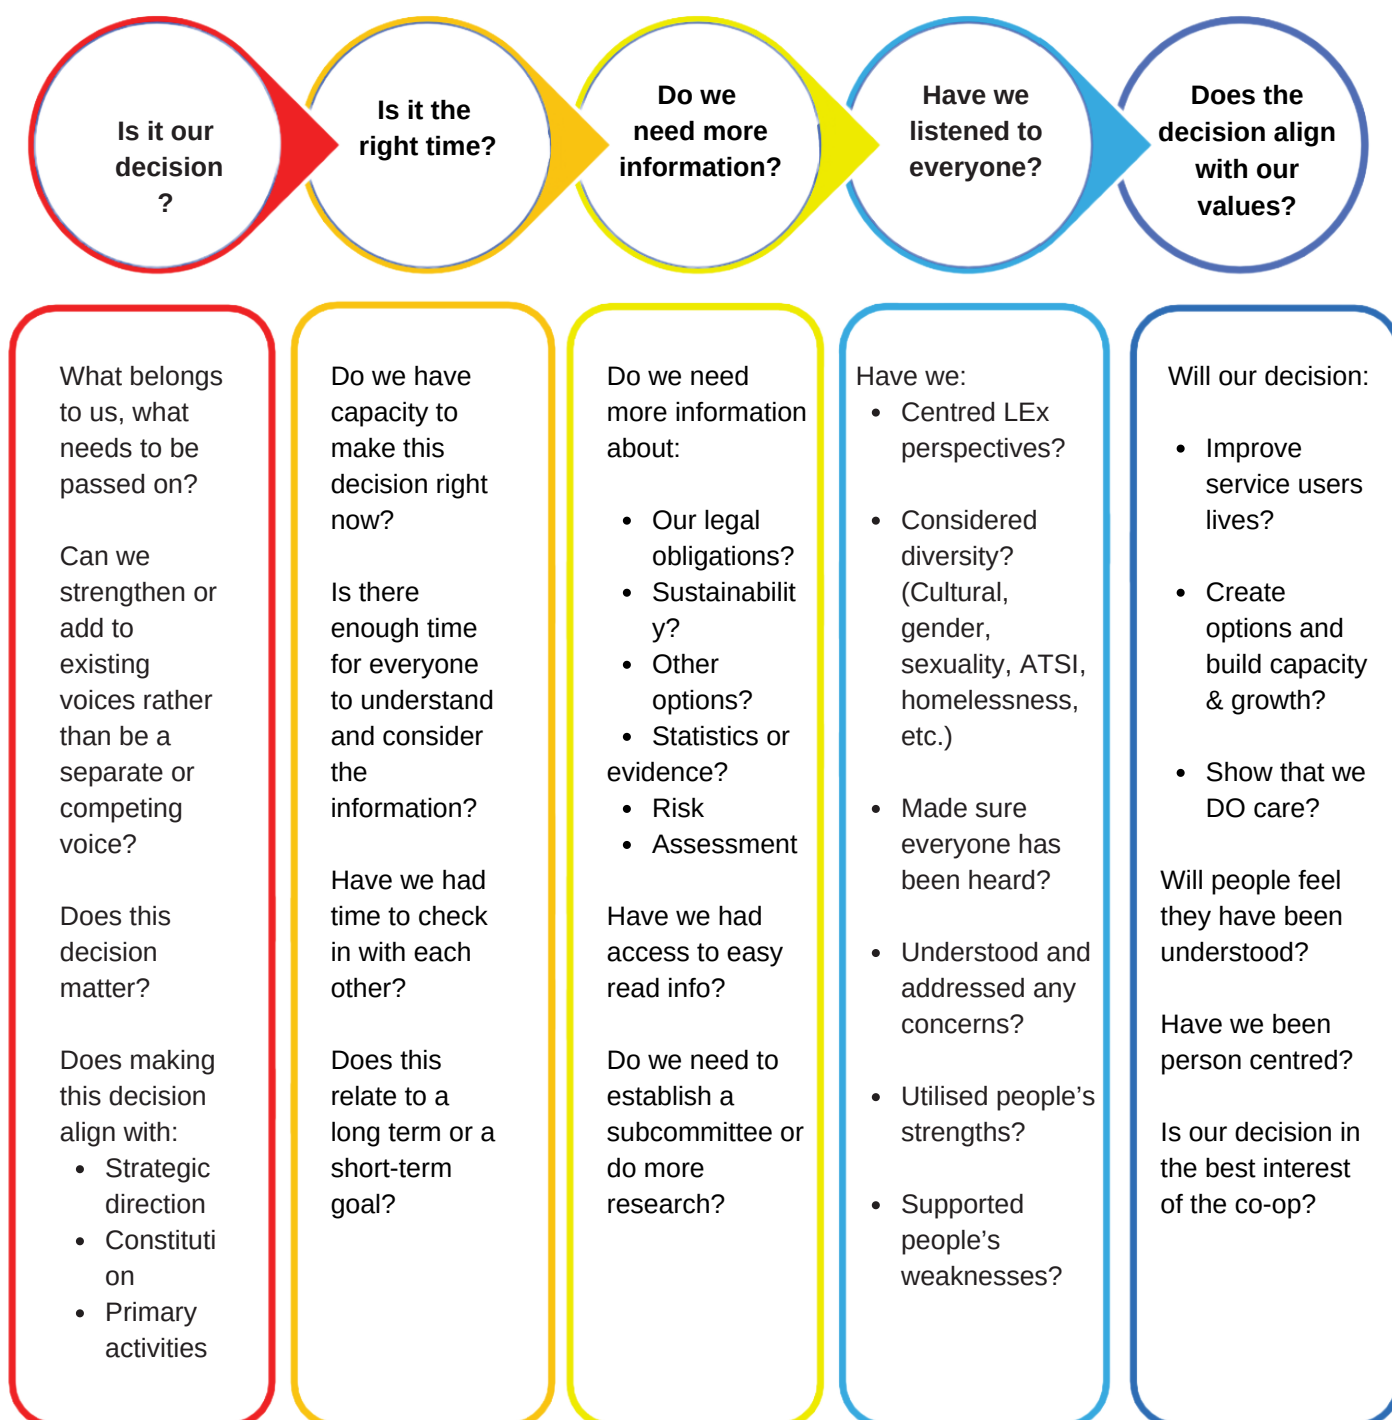 Is it our
decision
?
Is it the
right time?
Do we
need more
information?
Have we
listened to
everyone?
Does the
decision align
with our
values?
What belongs
to us, what
needs to be
passed on?
Can we
strengthen or
add to
existing
voices rather
than be a
separate or
competing
voice?
Does this
decision
matter?
Does making
this decision
align with:
• Strategic
direction
• Constituti
on
• Primary
activities
Do we have
capacity to
make this
decision right
now?
Is there
enough time
for everyone
to understand
and consider
the
information?
Have we had
time to check
in with each
other?
Does this
relate to a
long term or a
short-term
goal?
Do we need
more information
about:
• Our legal
obligations?
• Sustainabilit
y?
• Other
options?
• Statistics or
evidence?
• Risk
• Assessment
Have we had
access to easy
read info?
Do we need to
establish a
subcommittee or
do more
research?
Have we:
• Centred LEx
perspectives?
• Considered
diversity?
(Cultural,
gender,
sexuality, ATSI,
homelessness,
etc.)
• Made sure
everyone has
been heard?
• Understood and
addressed any
concerns?
• Utilised people’s
strengths?
• Supported
people’s
weaknesses?
Will our decision:
• Improve
service users
lives?
• Create
options and
build capacity
& growth?
• Show that we
DO care?
Will people feel
they have been
understood?
Have we been
person centred?
Is our decision in
the best interest
of the co-op?